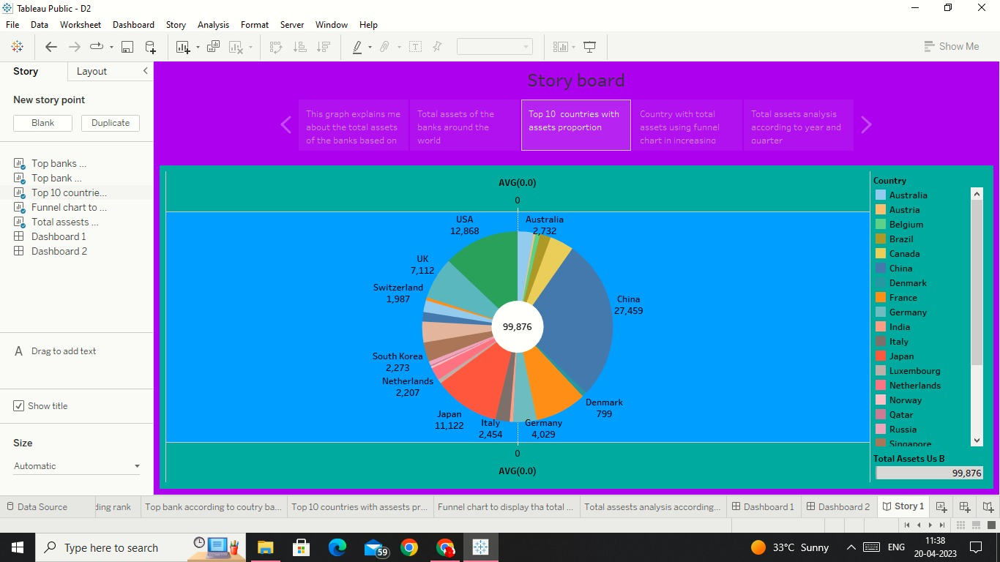 Tableau Public - D2
File Data Worksheet Dashboard Story Analysis Format Server Window Help
Show Me
Story Layout
New story point
Blank Duplicate
Top banks ...
Top bank ...
Top 10 countrie...
Funnel chart to ...
Total assests ...
Dashboard 1
Dashboard 2
A Drag to add text
Show title
Size
Automatic
Story board
This graph explains me
about the total assets
of the banks based on
Total assets of the
banks around the
world
Top 10 countries with
assets proportion
Country with total
assets using funnel
chart in increasing
Total assets analysis
according to year and
quarter
AVG(0.0)
0
USA
12,868
Australia
2,732
UK
7,112
Switzerland
1,987
China
27,459
99,876
South Korea
2,273
Netherlands
2,207
Japan
11,122
Italy
2,454
Germany
4,029
Denmark
799
0
AVG(0.0)
Country
Australia
Austria
Belgium
Brazil
Canada
China
Denmark
France
Germany
India
Italy
Japan
Luxembourg
Netherlands
Norway
Qatar
Russia
Singapore
Total Assets Us B
99,876
Data Source ding rank Top bank according to coutry ba... Top 10 countries with assests pr... Funnel chart to display tha total ... Total assests analysis according... Dashboard 1 Dashboard 2 Story 1
Type here to search
59
33°C Sunny
ENG
11:38
20-04-2023